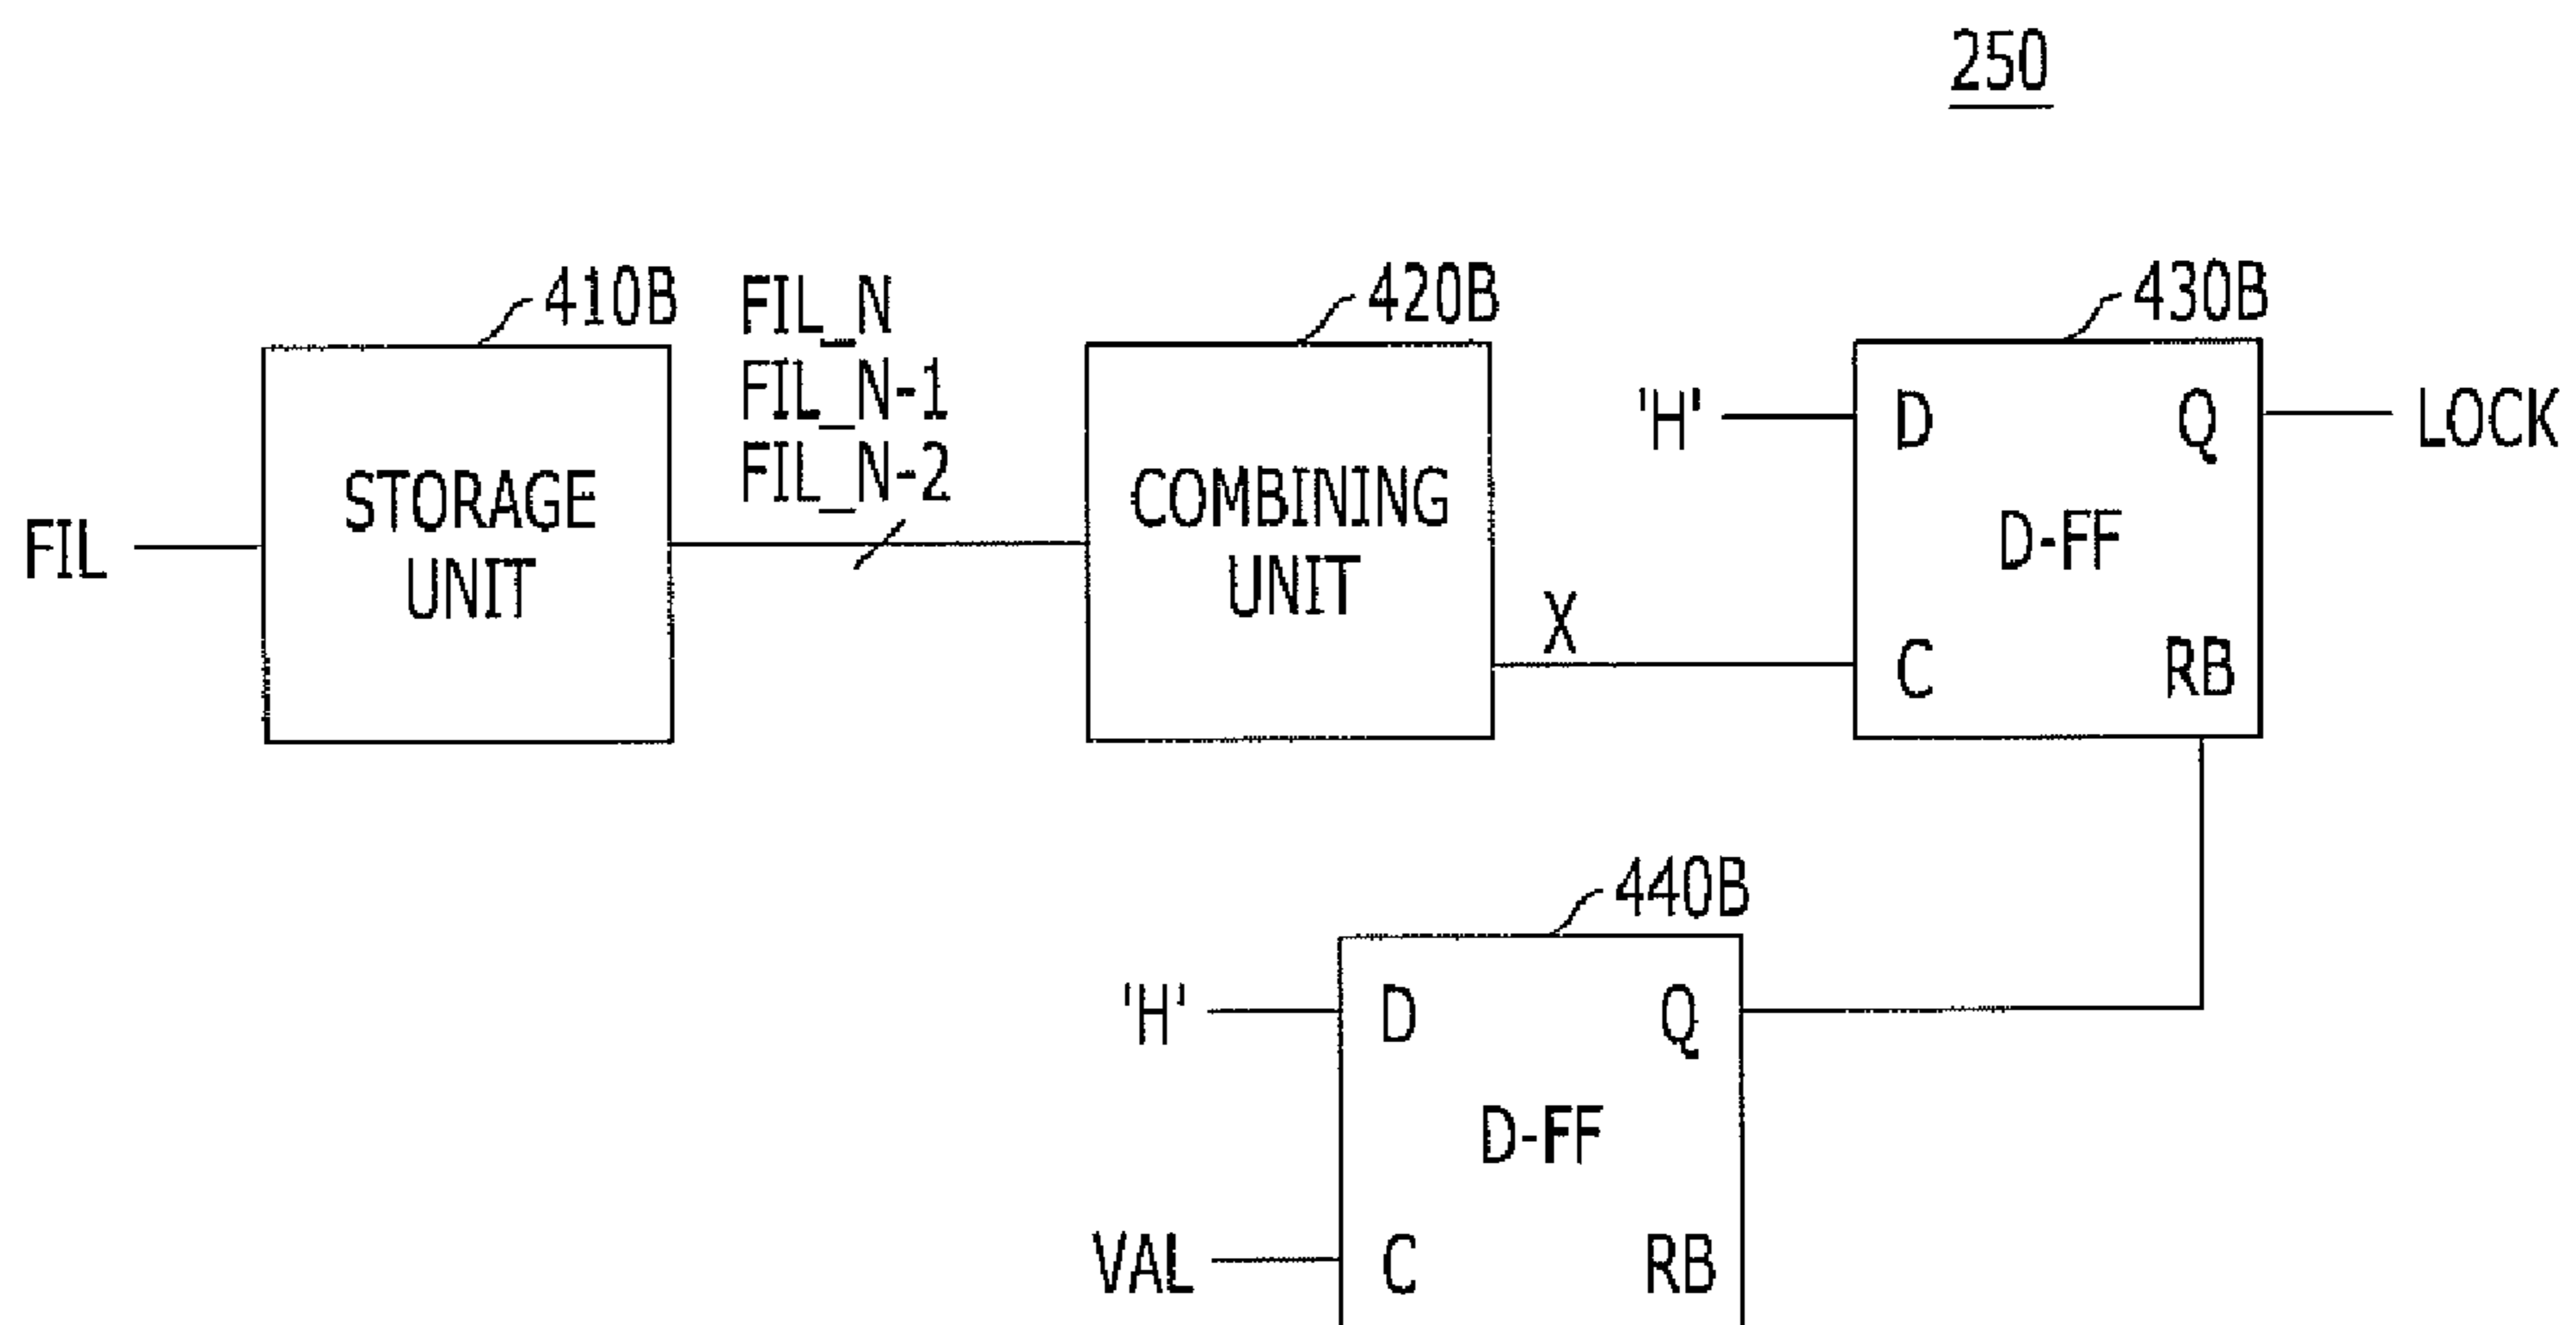 250
410B
FIL_N
FIL_N-1
FIL_N-2
420B
430B
STORAGE
UNIT
COMBINING
UNIT
FIL
'H'
D
Q
LOCK
D-FF
X
C
RB
440B
'H'
D
Q
D-FF
VAL
C
RB